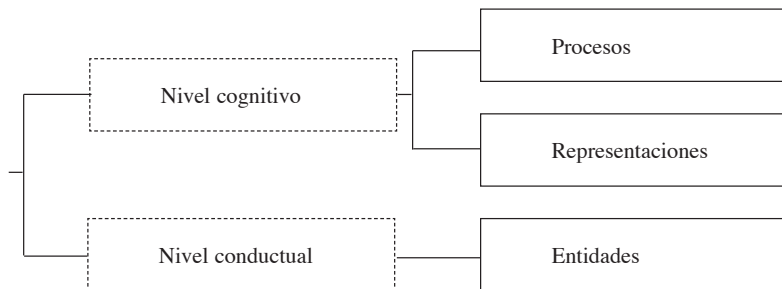 Procesos
Nivel cognitivo
Representaciones
Nivel conductual
Entidades